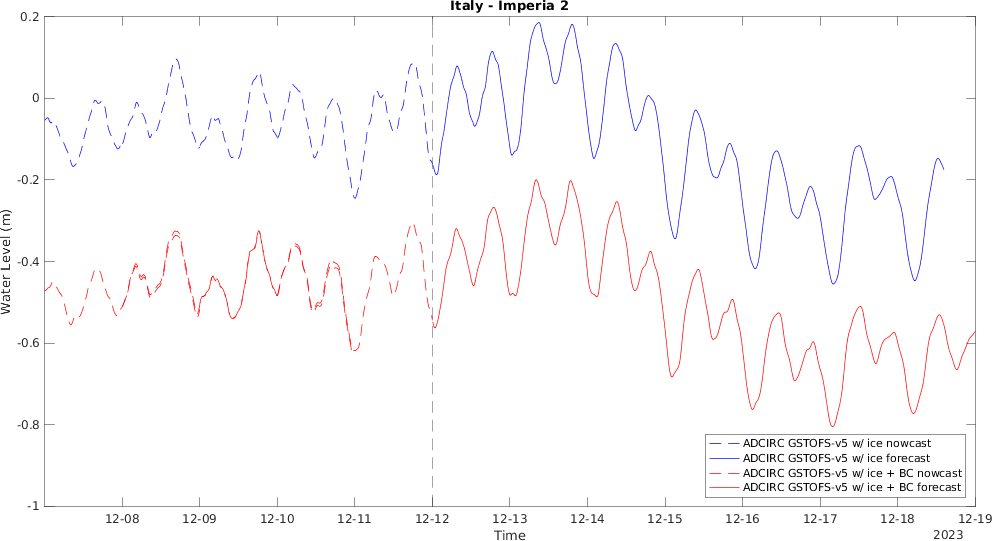 Italy - Imperia 2
Water Level (m)
0.2
0
-0.2
-0.4
-0.6
-0.8
-1
ADCIRC GSTOFS-v5 w/ ice nowcast
ADCIRC GSTOFS-v5 w/ ice forecast
ADCIRC GSTOFS-v5 w/ ice + BC nowcast
ADCIRC GSTOFS-v5 w/ ice + BC forecast
12-08 12-09 12-10 12-11 12-12 12-13 12-14 12-15 12-16 12-17 12-18 12-19
Time
2023